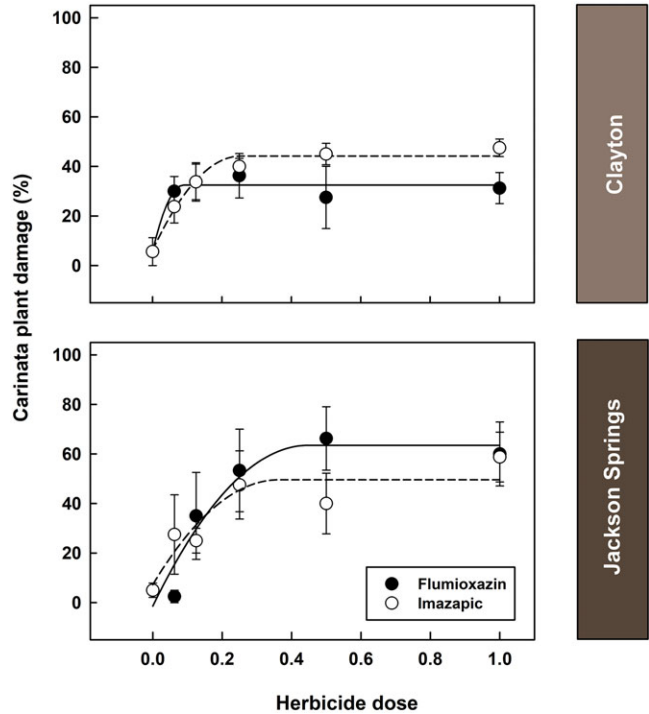 100
80
60
40
20
0
Clayton
Carinata plant damage (%)
100
80
60
40
20
0
Jackson Springs
Flumioxazin
Imazapic
0.0 0.2 0.4 0.6 0.8 1.0
Herbicide dose